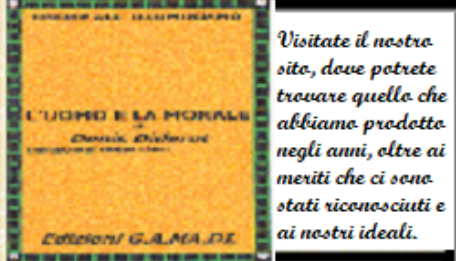 L'UOMO E LA MORALE
di
Denis Diderot
Edizioni G.A.MA.DI.
Visitate il nostro
sito, dove potrete
trovare quello che
abbiamo prodotto
negli anni, oltre ai
meriti che ci sono
stati riconosciuti e
ai nostri ideali.